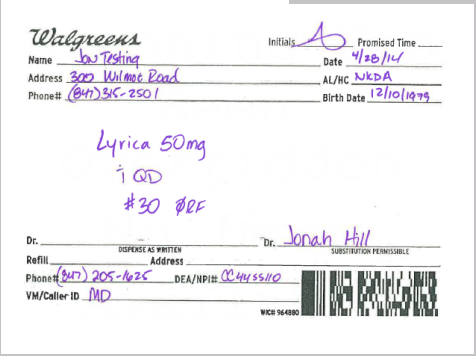 Walgreens
Initials Promised Time
Name Jon Testing Date 4/28/14
Address 300 Wilmot Road AL/HC NKDA
Phone# (847)315-2501 Birth Date 12/10/1979
Lyrica 50mg
i QD
#30 ØRF
Dr. Dr. Jonah Hill
DISPENSE AS WRITTEN SUBSTITUTION PERMISSIBLE
Refill Address
Phone# (847) 205-1625 DEA/NPI# CC4455110
VM/Caller ID MD
WIC# 964880